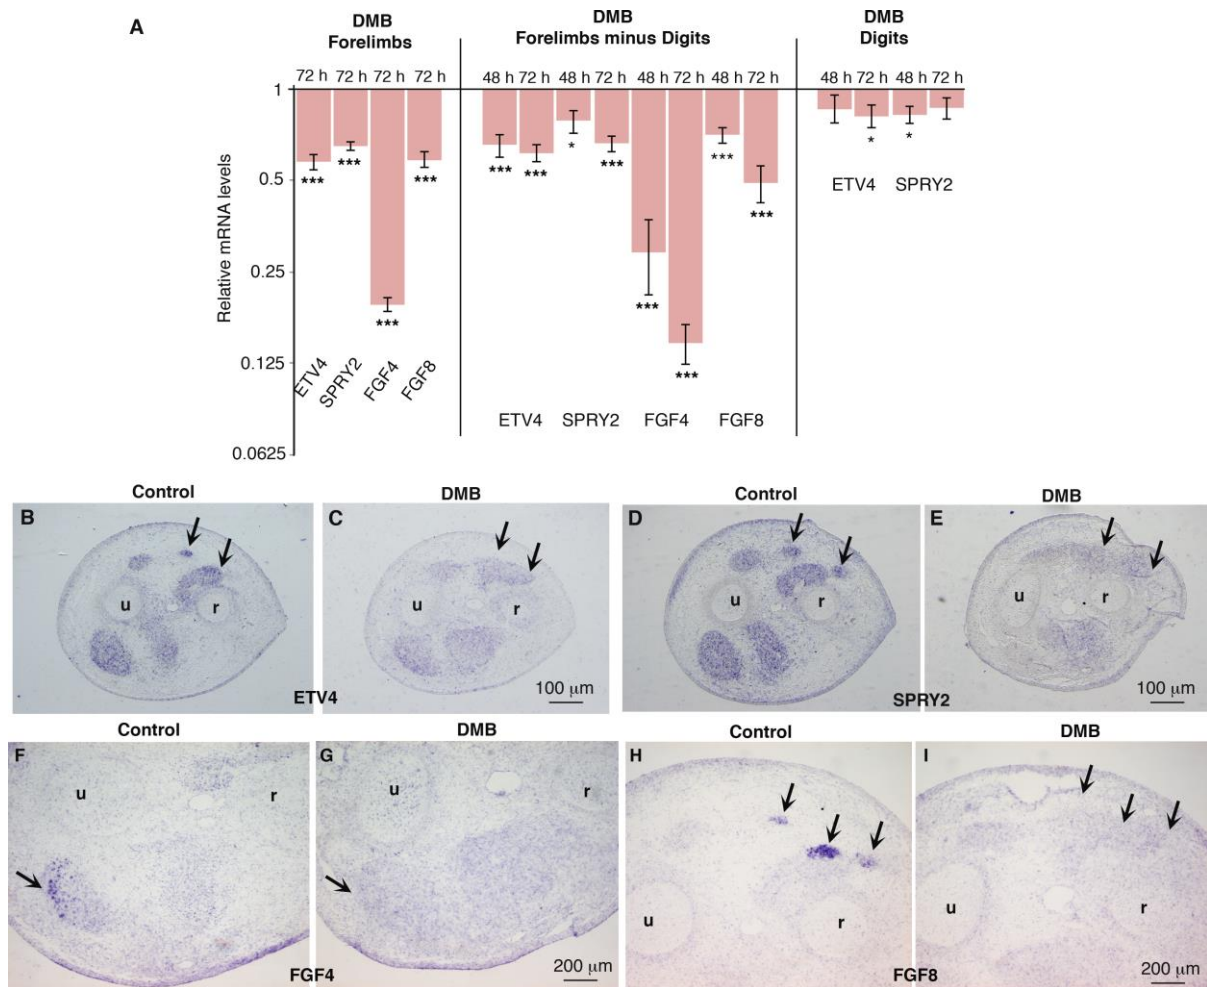 A
DMB
Forelimbs
DMB
Forelimbs minus Digits
DMB
Digits
72 h 72 h 72 h 72 h
48 h 72 h 48 h 72 h 48 h 72 h 48 h 72 h
48 h 72 h 48 h 72 h
Relative mRNA levels
1
0.5
0.25
0.125
0.0625
*** *** *** ***
*** *** * *** *** *** *** ***
* *
ETV4 SPRY2 FGF4 FGF8
ETV4 SPRY2 FGF4 FGF8
ETV4 SPRY2
Control DMB
B u r
C u r
ETV4
100 μm
Control DMB
D u r
E u r
SPRY2
100 μm
Control DMB
F u r
G u r
FGF4
200 μm
Control DMB
H u r
I u r
FGF8
200 μm